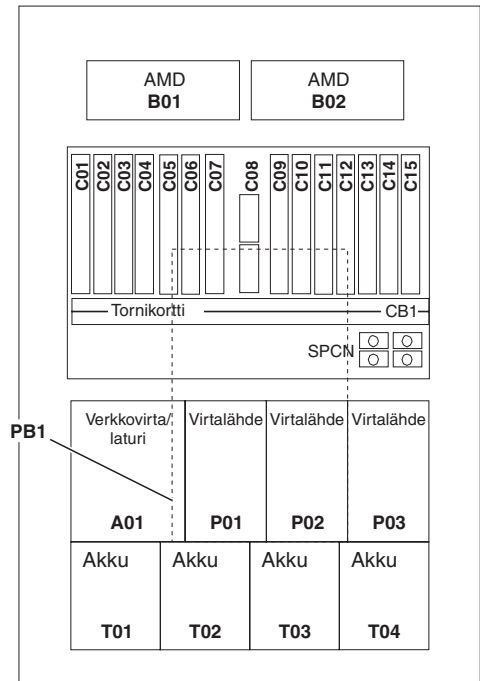 AMD
B01
AMD
B02
C01
C02
C03
C04
C05
C06
C07
C08
C09
C10
C11
C12
C13
C14
C15
Tornikortti
CB1
SPCN
PB1
Verkkovirta/
laturi
A01
Virtalähde
P01
Virtalähde
P02
Virtalähde
P03
Akku
T01
Akku
T02
Akku
T03
Akku
T04